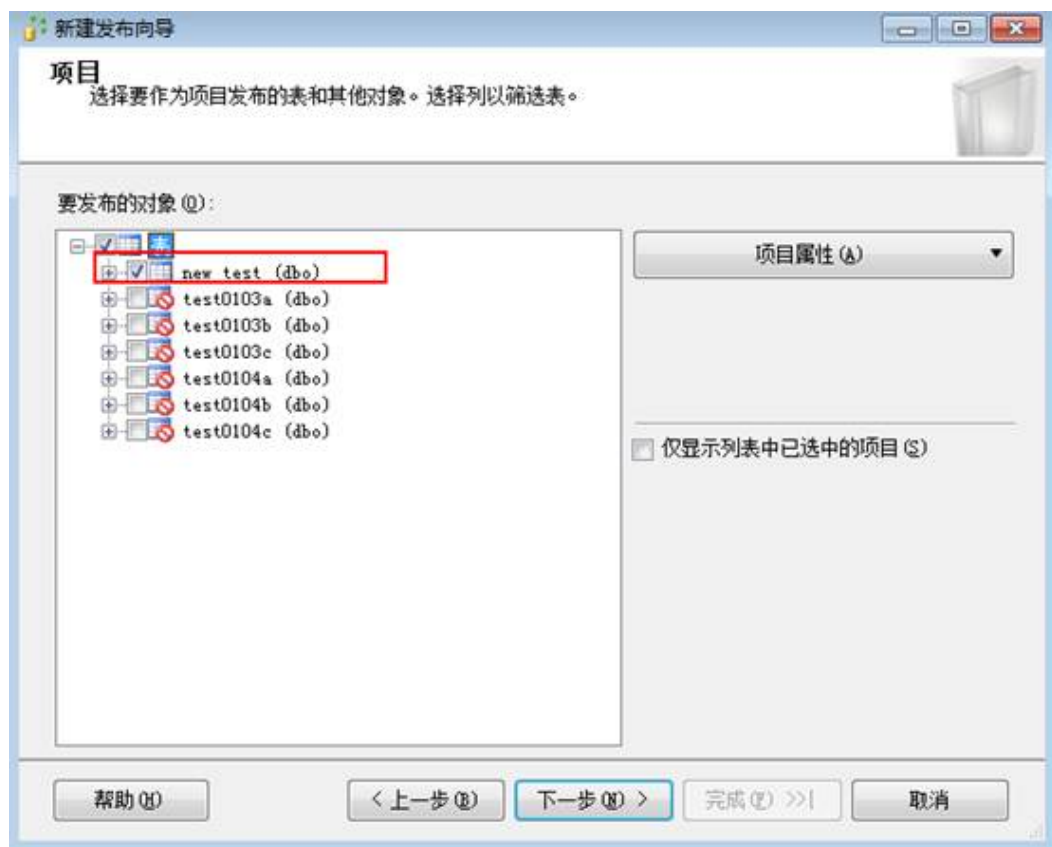 新建发布向导
项目
选择要作为项目发布的表和其他对象。选择列以筛选表。
要发布的对象(O):
表
new test (dbo)
test0103a (dbo)
test0103b (dbo)
test0103c (dbo)
test0104a (dbo)
test0104b (dbo)
test0104c (dbo)
项目属性(A)
仅显示列表中已选中的项目(S)
帮助(H)
<上一步(B)
下一步(N) >
完成(F) >>|
取消